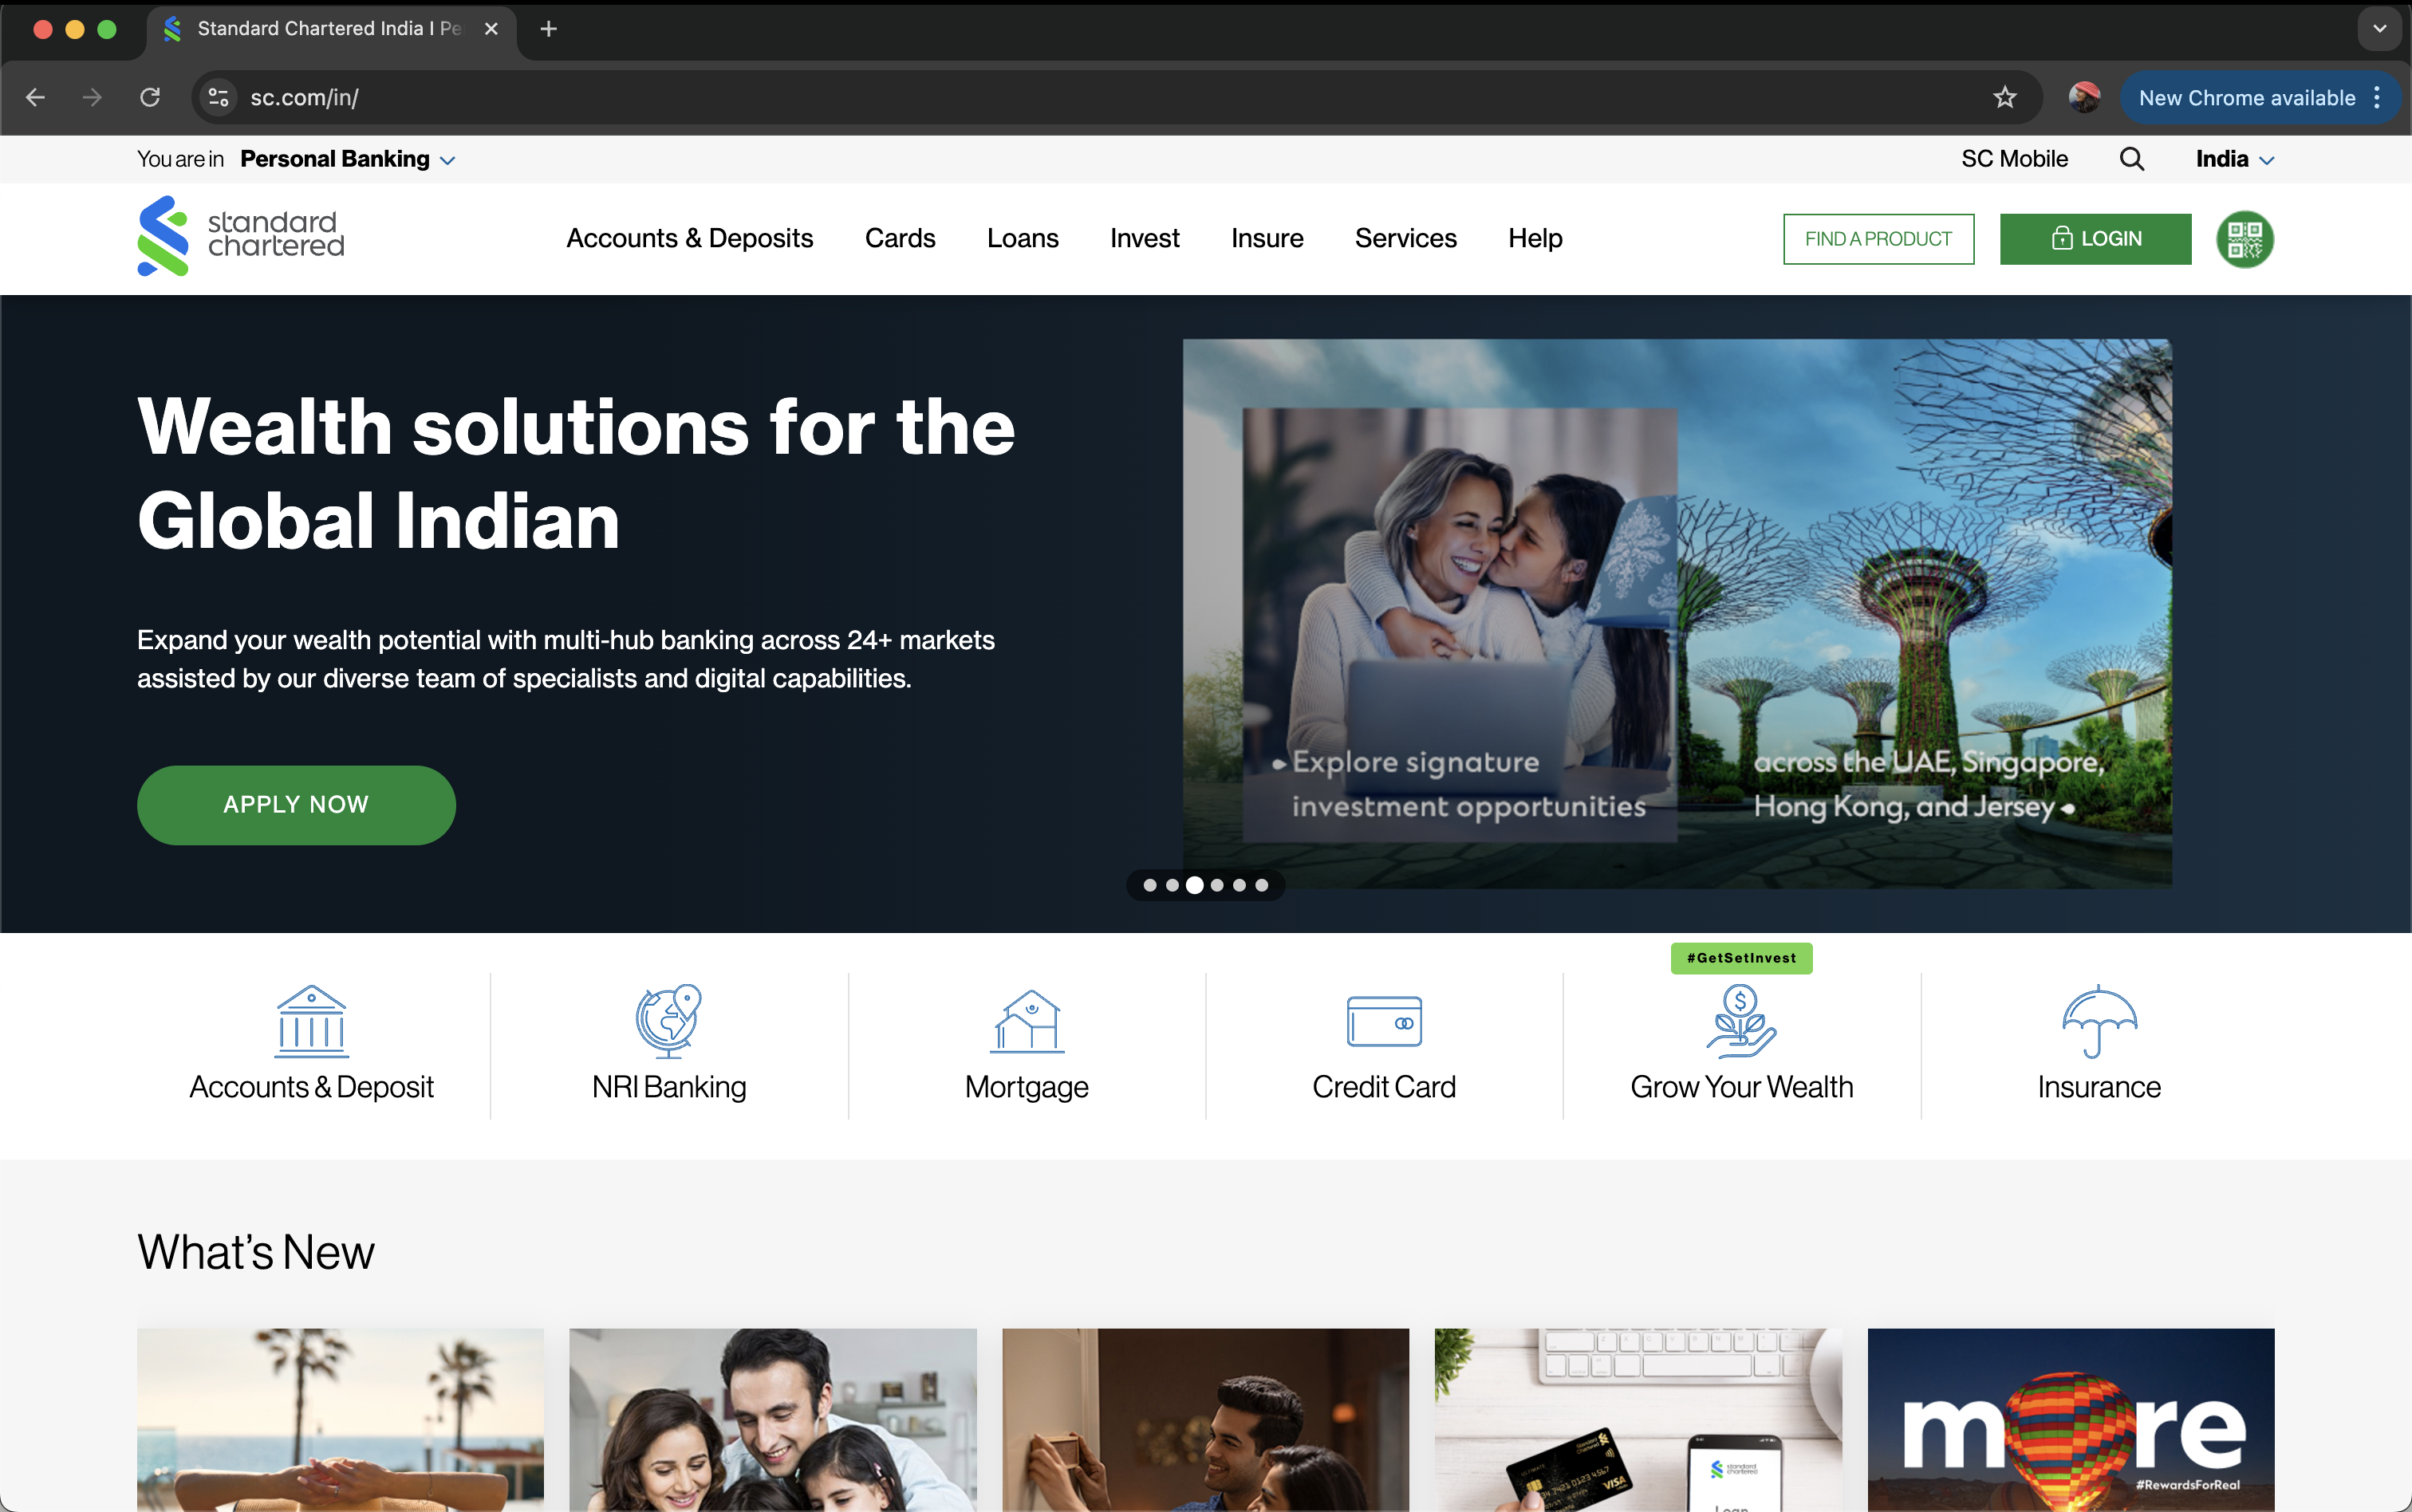 Standard Chartered India I Pe
sc.com/in/
New Chrome available
You are in Personal Banking
SC Mobile
India
standard
chartered
Accounts & Deposits
Cards
Loans
Invest
Insure
Services
Help
FIND A PRODUCT
LOGIN
Wealth solutions for the
Global Indian
Expand your wealth potential with multi-hub banking across 24+ markets
assisted by our diverse team of specialists and digital capabilities.
APPLY NOW
Explore signature
investment opportunities
across the UAE, Singapore,
Hong Kong, and Jersey
#GetSetInvest
Accounts & Deposit
NRI Banking
Mortgage
Credit Card
Grow Your Wealth
Insurance
What's New
standard
chartered
VISA
more
#RewardsForReal